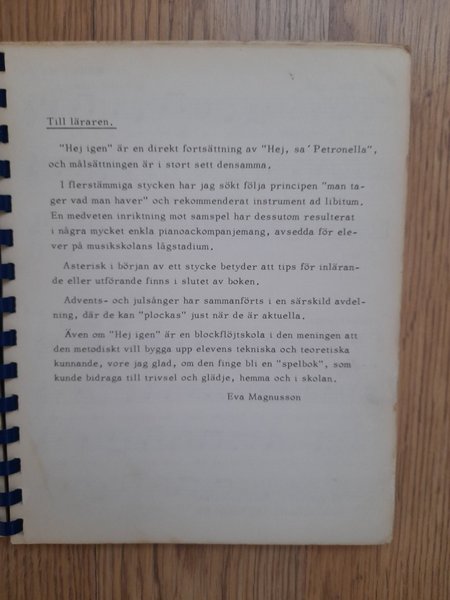 Till läraren.
"Hej igen" är en direkt fortsättning av "Hej, sa' Petronella",
och målsättningen är i stort sett densamma.
I flerstämmiga stycken har jag sökt följa principen "man ta-
ger vad man haver" och rekommenderat instrument ad libitum.
En medveten inriktning mot samspel har dessutom resulterat
i några mycket enkla pianoackompanjemang, avsedda för ele-
ver på musikskolans lågstadium.
Asterisk i början av ett stycke betyder att tips för inläran-
de eller utförande finns i slutet av boken.
Advents- och julsånger har sammanförts i en särskild avdel-
ning, där de kan "plockas" just när de är aktuella.
Även om "Hej igen" är en blockflöjtskola i den meningen att
den metodiskt vill bygga upp elevens tekniska och teoretiska
kunnande, vore jag glad, om den finge bli en "spelbok", som
kunde bidraga till trivsel och glädje, hemma och i skolan.
Eva Magnusson